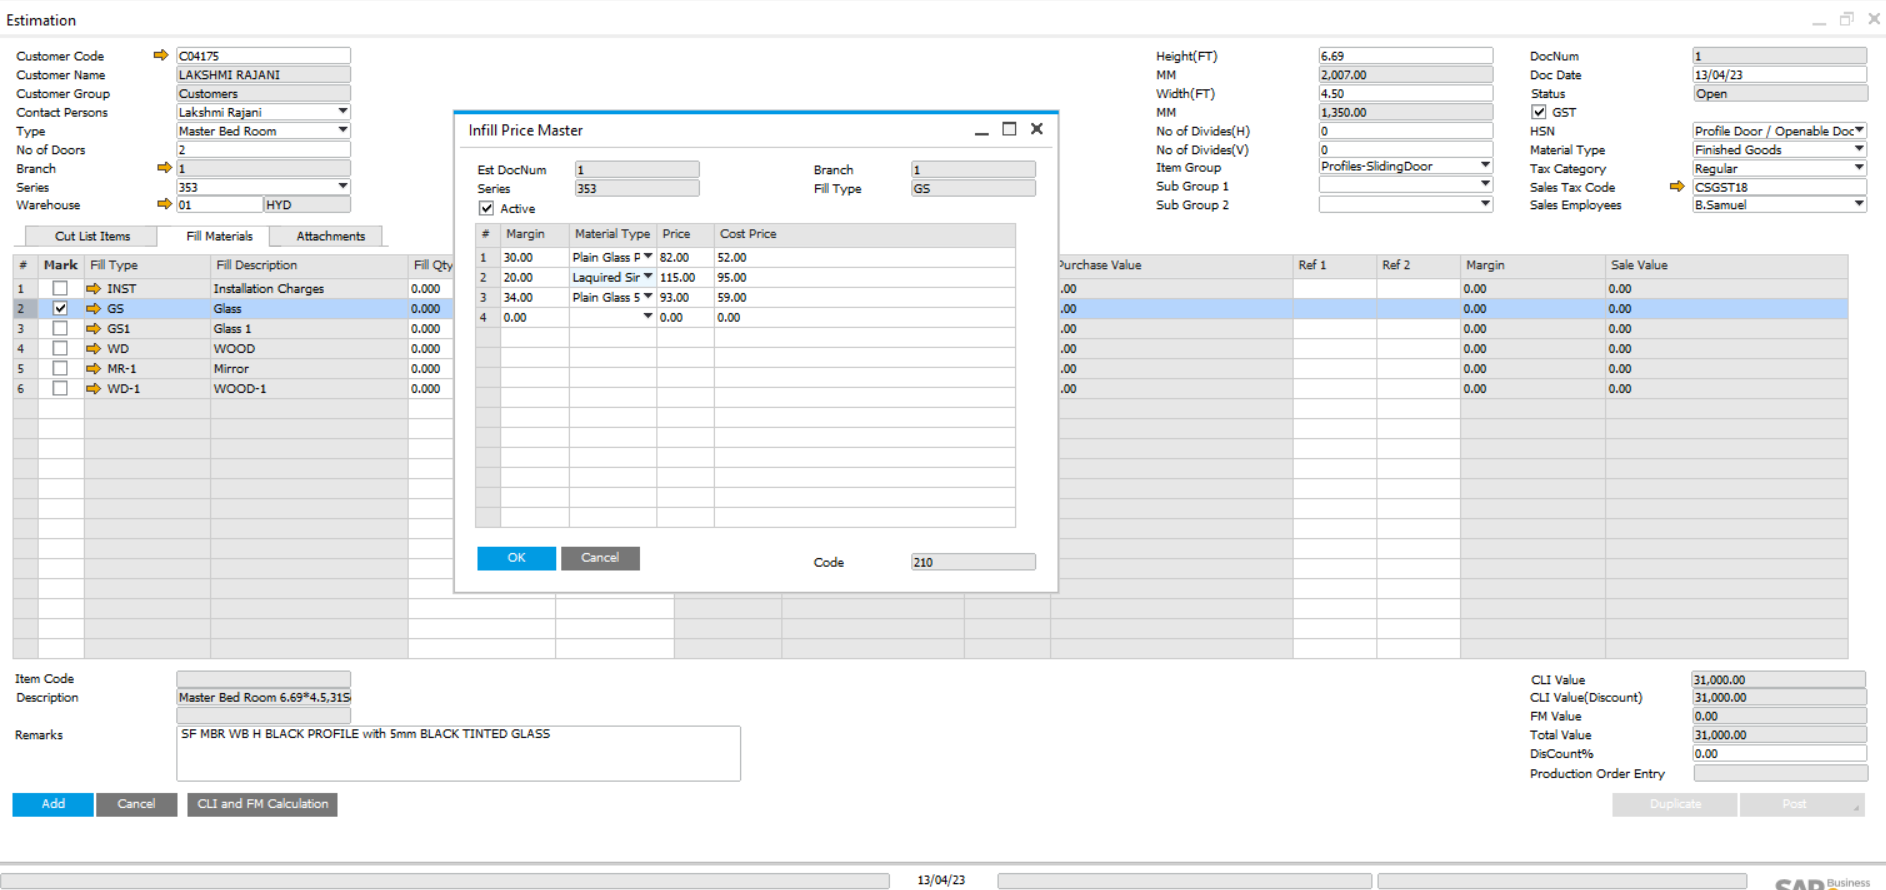 Estimation
Customer Code C04175
Customer Name LAKSHMI RAJANI
Customer Group Customers
Contact Persons Lakshmi Rajani
Type Master Bed Room
No of Doors 2
Branch 1
Series 353
Warehouse 01 HYD
Height(FT) 6.69
MM 2,007.00
Width(FT) 4.50
MM 1,350.00
No of Divides(H) 0
No of Divides(V) 0
Item Group Profiles-SlidingDoor
Sub Group 1
Sub Group 2
DocNum 1
Doc Date 13/04/23
Status Open
GST
HSN Profile Door / Openable Doc
Material Type Finished Goods
Tax Category Regular
Sales Tax Code CSGST18
Sales Employees B.Samuel
Cut List Items Fill Materials Attachments
# Mark Fill Type Fill Description Fill Qty Purchase Value Ref 1 Ref 2 Margin Sale Value
1 INST Installation Charges 0.000 .00 0.00 0.00
2 GS Glass 0.000 .00 0.00 0.00
3 GS1 Glass 1 0.000 .00 0.00 0.00
4 WD WOOD 0.000 .00 0.00 0.00
5 MR-1 Mirror 0.000 .00 0.00 0.00
6 WD-1 WOOD-1 0.000 .00 0.00 0.00
Infill Price Master
Est DocNum 1 Branch 1
Series 353 Fill Type GS
Active
# Margin Material Type Price Cost Price
1 30.00 Plain Glass P 82.00 52.00
2 20.00 Laquired Sir 115.00 95.00
3 34.00 Plain Glass 5 93.00 59.00
4 0.00 0.00 0.00
OK Cancel Code 210
Item Code
Description Master Bed Room 6.69*4.5,31S
Remarks SF MBR WB H BLACK PROFILE with 5mm BLACK TINTED GLASS
CLI Value 31,000.00
CLI Value(Discount) 31,000.00
FM Value 0.00
Total Value 31,000.00
DisCount% 0.00
Production Order Entry
Add Cancel CLI and FM Calculation Duplicate Post
13/04/23
SAP Business